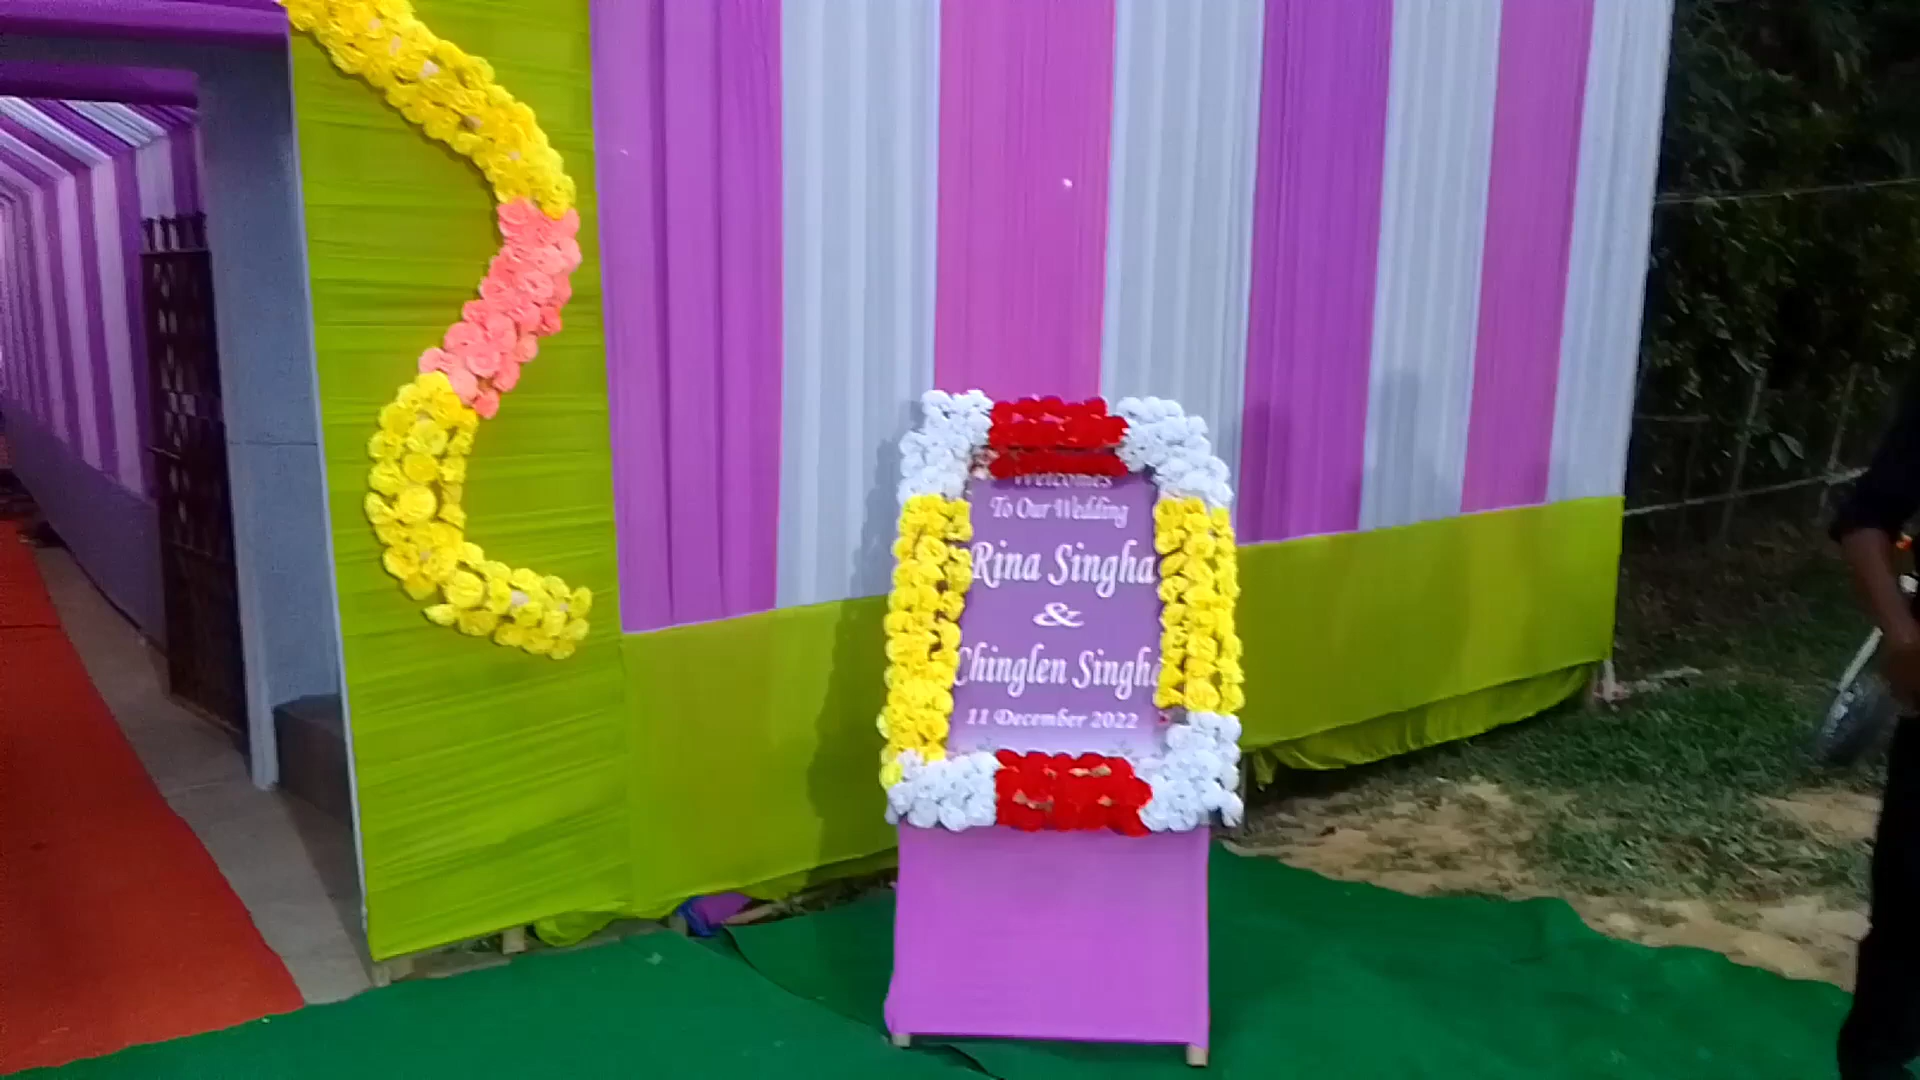 Welcomes
To Our Wedding
Rina Singha
&
Chinglen Singha
11 December 2022